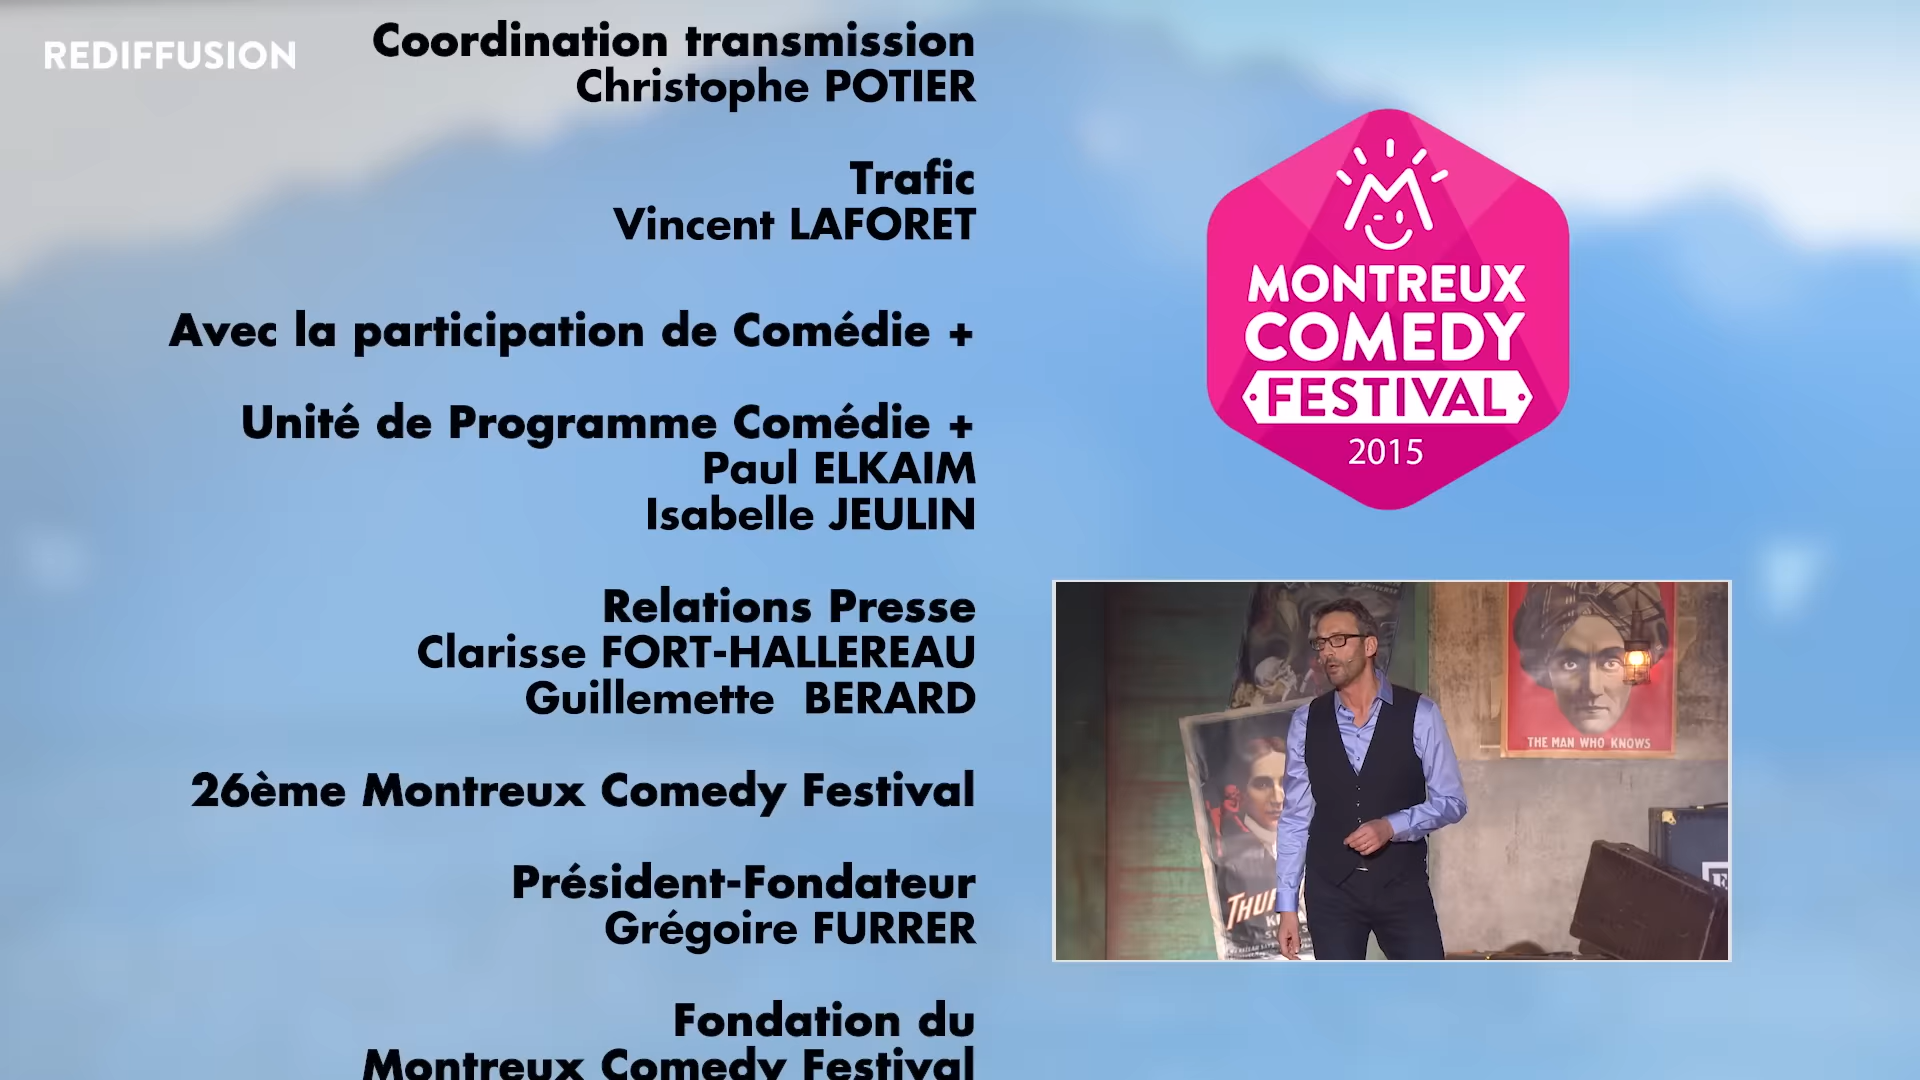 REDIFFUSION
Coordination transmission
Christophe POTIER
Trafic
Vincent LAFORET
Avec la participation de Comédie +
Unité de Programme Comédie +
Paul ELKAIM
Isabelle JEULIN
Relations Presse
Clarisse FORT-HALLEREAU
Guillemette BERARD
26ème Montreux Comedy Festival
Président-Fondateur
Grégoire FURRER
Fondation du
Montreux Comedy Festival
MONTREUX
COMEDY
FESTIVAL
2015
THE MAN WHO KNOWS